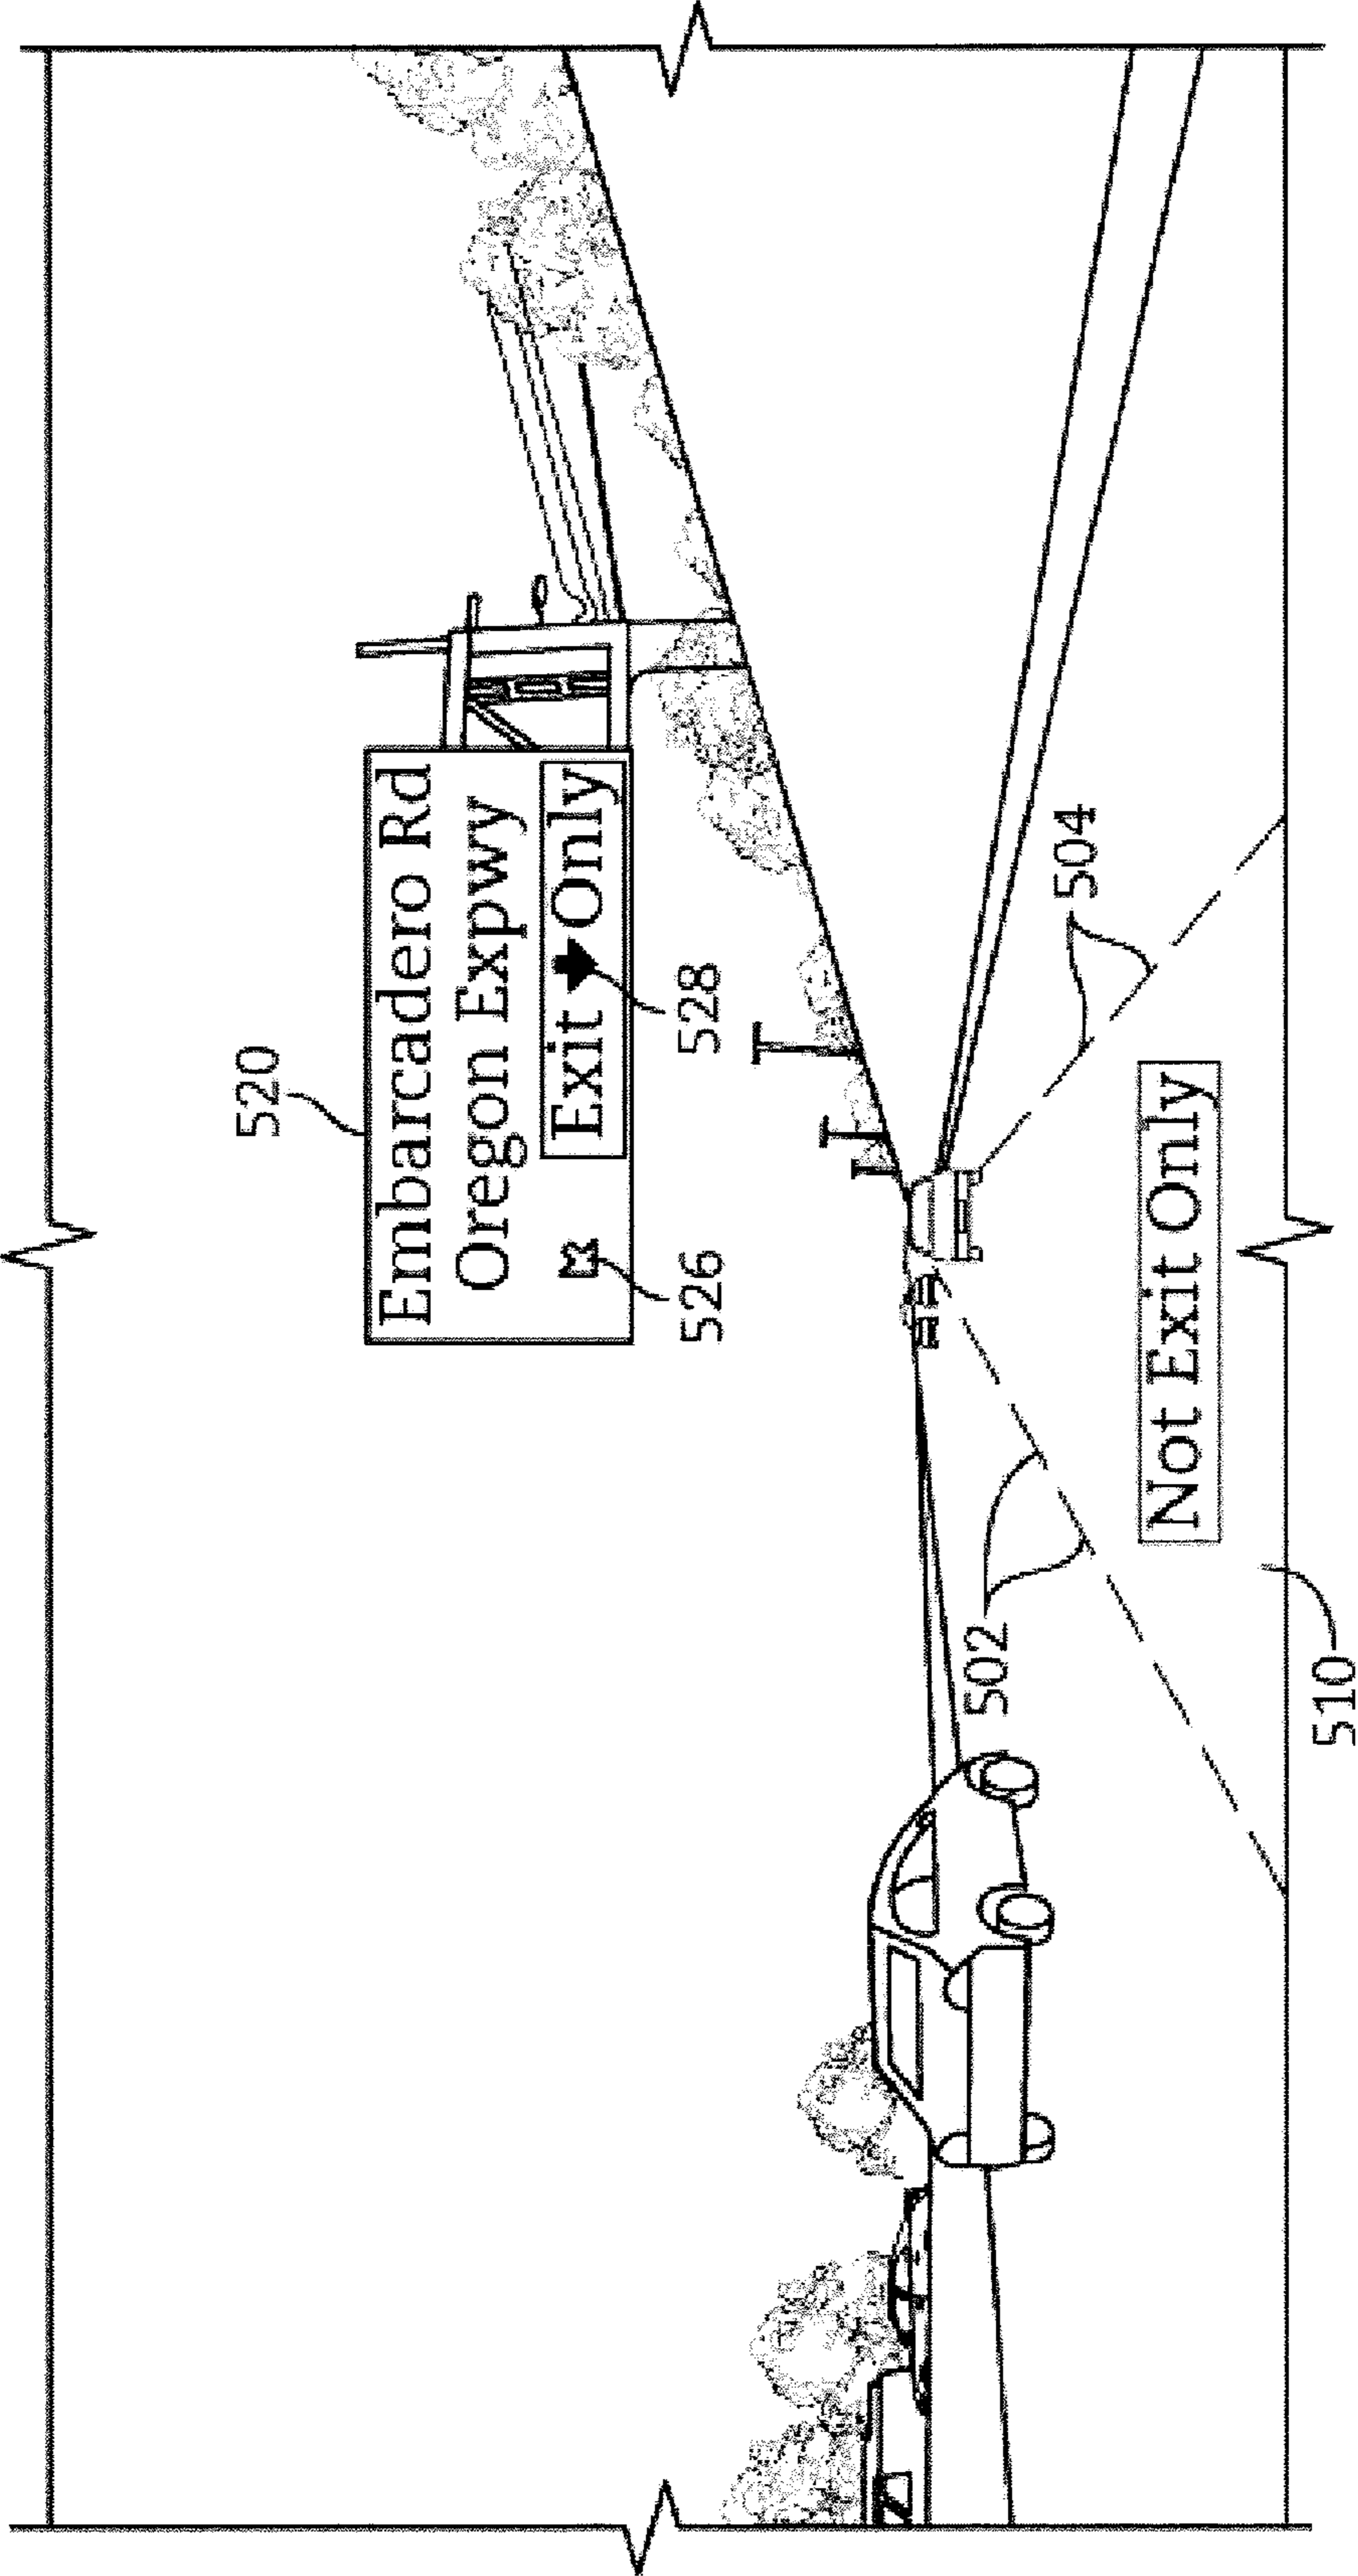 520
Embarcadero Rd
Oregon Expwy
Exit Only
526
528
502
504
Not Exit Only
510